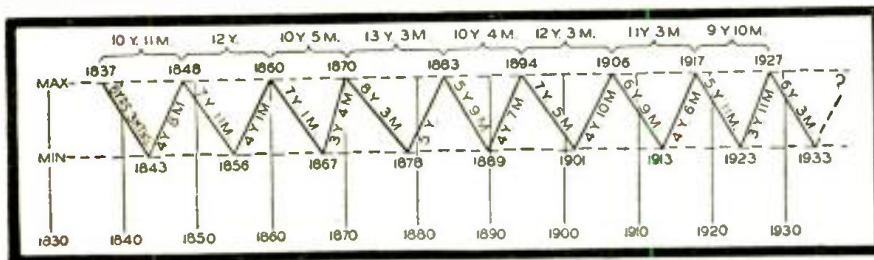 10 Y. 11 M. 12 Y. 10 Y 5 M. 13 Y. 3 M 10 Y 4 M. 12 Y. 3 M. 11 Y 3 M 9 Y 10 M.
1837 1848 1860 1870 1883 1894 1906 1917 1927
MAX ?
4 Y 8 M 7 Y 11 M 4 Y 1 M 7 Y 1 M 3 Y 4 M 8 Y 3 M 5 Y 5 Y 9 M 4 Y 7 M 7 Y 5 M 4 Y 10 M 6 Y 9 M 4 Y 6 M 5 Y 11 M. 3 Y 11 M 6 Y 3 M
MIN
1843 1856 1867 1878 1889 1901 1913 1923 1933
1830 1840 1850 1860 1870 1880 1890 1900 1910 1920 1930